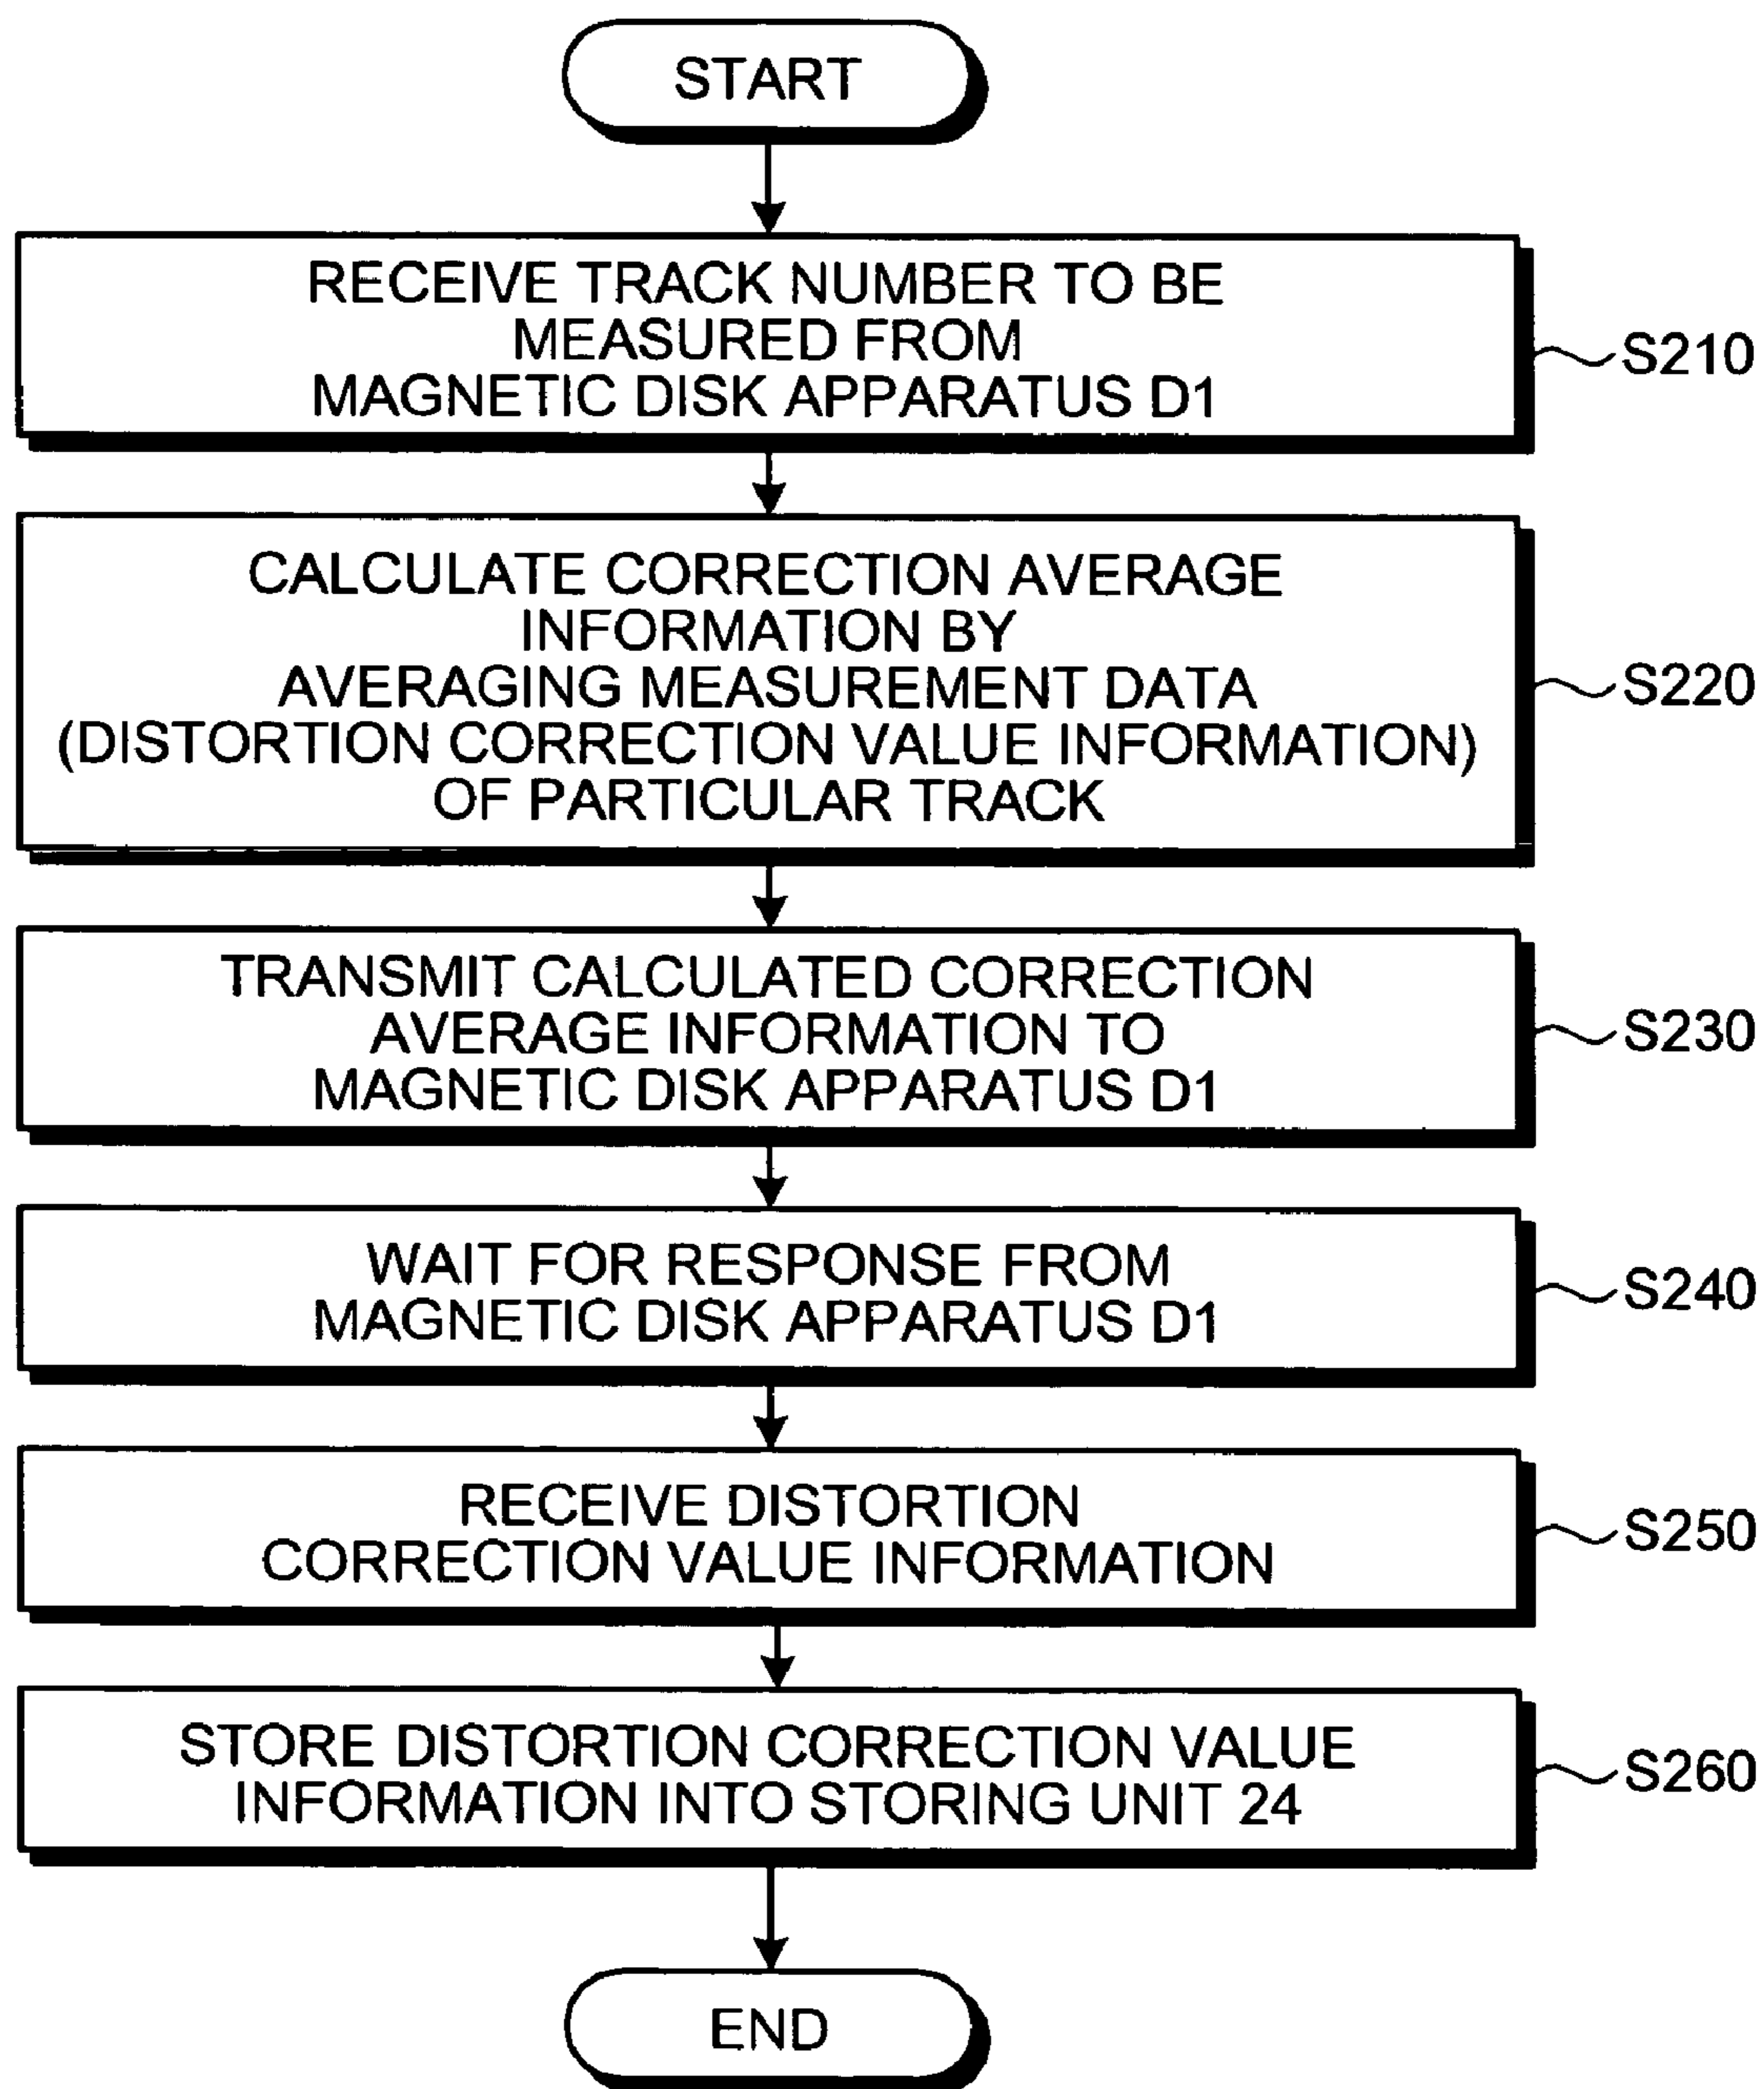 START
RECEIVE TRACK NUMBER TO BE
MEASURED FROM
MAGNETIC DISK APPARATUS D1
S210
CALCULATE CORRECTION AVERAGE
INFORMATION BY
AVERAGING MEASUREMENT DATA
(DISTORTION CORRECTION VALUE INFORMATION)
OF PARTICULAR TRACK
S220
TRANSMIT CALCULATED CORRECTION
AVERAGE INFORMATION TO
MAGNETIC DISK APPARATUS D1
S230
WAIT FOR RESPONSE FROM
MAGNETIC DISK APPARATUS D1
S240
RECEIVE DISTORTION
CORRECTION VALUE INFORMATION
S250
STORE DISTORTION CORRECTION VALUE
INFORMATION INTO STORING UNIT 24
S260
END